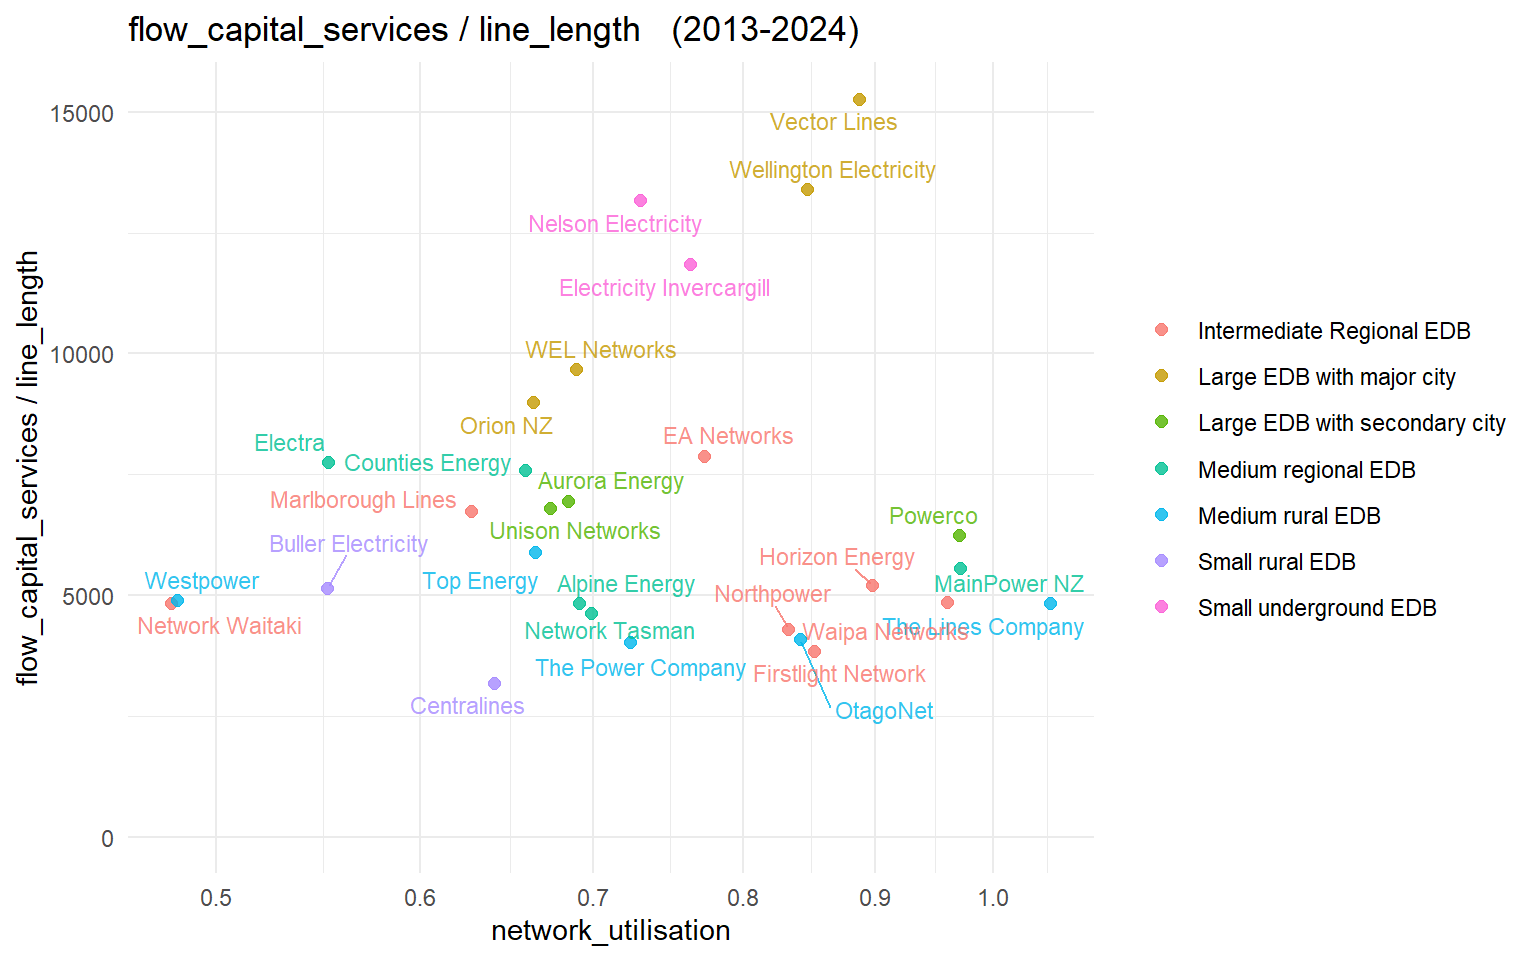 flow_capital_services / line_length (2013-2024)
flow_capital_services / line_length
15000
10000
5000
0
Vector Lines
Wellington Electricity
Nelson Electricity
Electricity Invercargill
WEL Networks
Orion NZ
EA Networks
Electra
Counties Energy
Aurora Energy
Marlborough Lines
Powerco
Unison Networks
Buller Electricity
Horizon Energy
Westpower
Top Energy
Alpine Energy
MainPower NZ
Northpower
Network Waitaki
Network Tasman
Waipa Networks
The Lines Company
The Power Company
Firstlight Network
Centralines
OtagoNet
0.5
0.6
0.7
0.8
0.9
1.0
network_utilisation
Intermediate Regional EDB
Large EDB with major city
Large EDB with secondary city
Medium regional EDB
Medium rural EDB
Small rural EDB
Small underground EDB